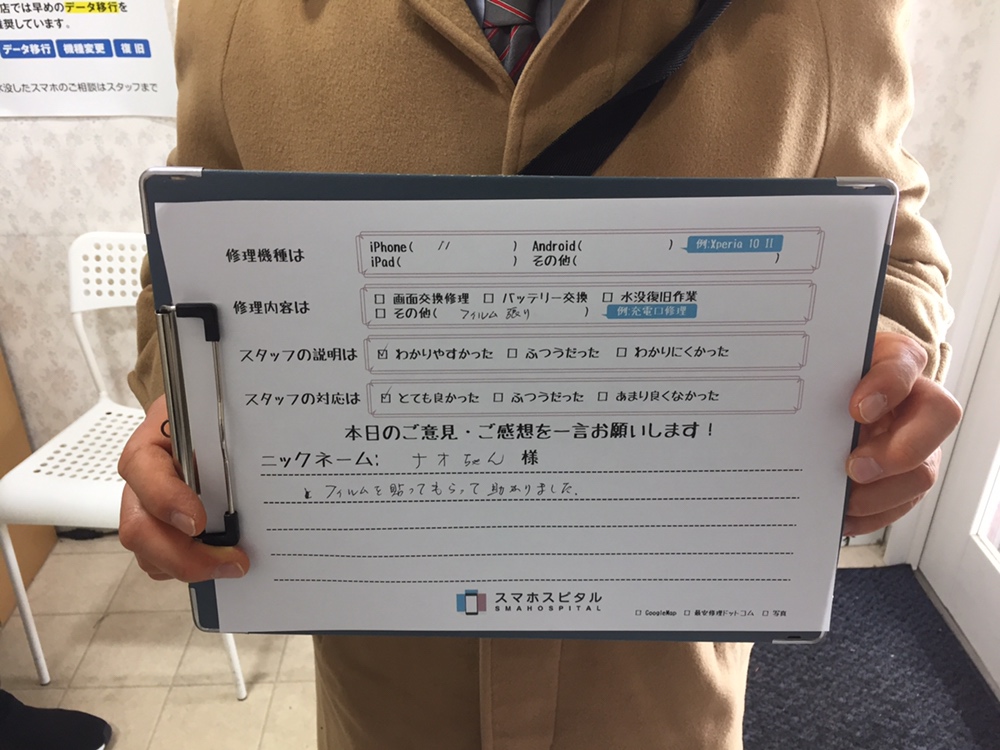 店では早めのデータ移行を
奨しています。
データ移行 機種変更 復旧
水没したスマホのご相談はスタッフまで
修理機種は
iPhone( 11 ) Android( ) 例:Xperia 10 II
iPad( ) その他( )
修理内容は
□ 画面交換修理 □ バッテリー交換 □ 水没復旧作業
□ その他( フィルム 張り ) 例:充電口修理
スタッフの説明は ☑ わかりやすかった □ ふつうだった □ わかりにくかった
スタッフの対応は ☑ とても良かった □ ふつうだった □ あまり良くなかった
本日のご意見・ご感想を一言お願いします!
ニックネーム: ナオちゃん 様
フィルムを貼ってもらって助かりました。
スマホスピタル
SMAHOSPITAL
□ GoogleMap □ 最安修理ドットコム □ 写真